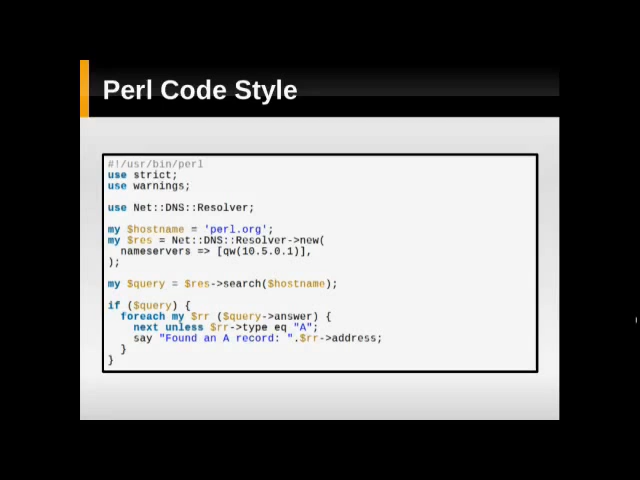 Perl Code Style
#!/usr/bin/perl
use strict;
use warnings;
use Net::DNS::Resolver;
my $hostname = 'perl.org';
my $res = Net::DNS::Resolver->new(
  nameservers => [qw(10.5.0.1)],
);
my $query = $res->search($hostname);
if ($query) {
  foreach my $rr ($query->answer) {
    next unless $rr->type eq "A";
    say "Found an A record: ".$rr->address;
  }
}